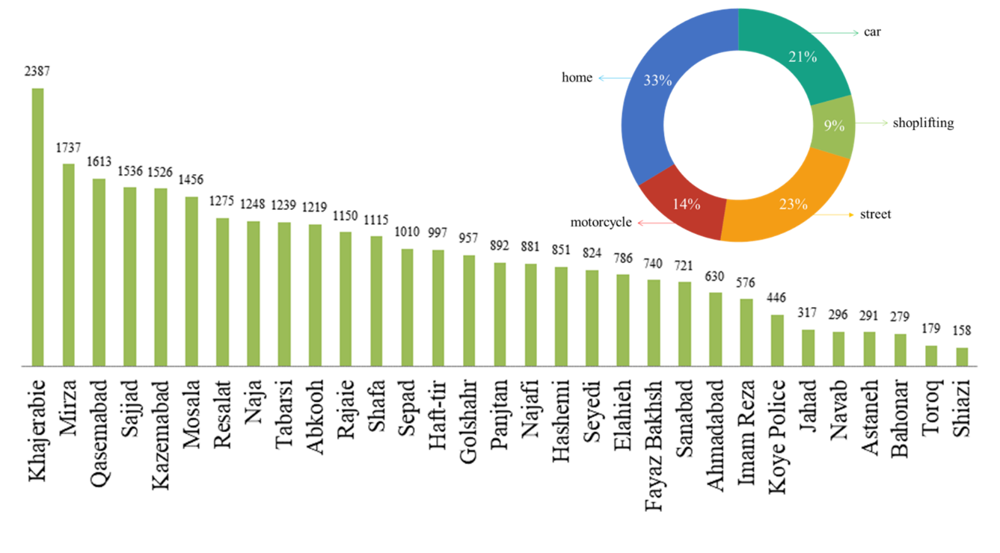 car
21%
home
33%
9%
shoplifting
14%
23%
street
motorcycle
2387
1737
1613
1536
1526
1456
1275
1248
1239
1219
1150
1115
1010
997
957
892
881
851
824
786
740
721
630
576
446
317
296
291
279
179
158
Khajerabie
Mirza
Qasemabad
Sajjad
Kazemabad
Mosala
Resalat
Naja
Tabarsi
Abkooh
Rajaie
Shafa
Sepad
Haft-tir
Golshahr
Panjtan
Najafi
Hashemi
Seyedi
Elahieh
Fayaz Bakhsh
Sanabad
Ahmadabad
Imam Reza
Koye Police
Jahad
Navab
Astaneh
Bahonar
Toroq
Shiazi